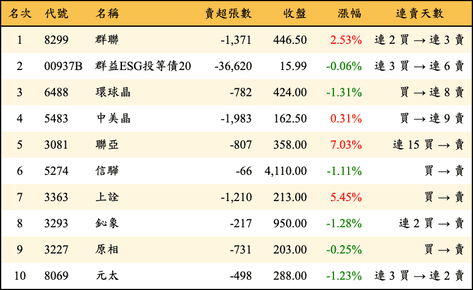 名次 代號 名稱 賣超張數 收盤 漲幅 連賣天數
1 8299 群聯 -1,371 446.50 2.53% 連 2 買 → 連 3 賣
2 00937B 群益ESG投等債20 -36,620 15.99 -0.06% 連 3 買 → 連 6 賣
3 6488 環球晶 -782 424.00 -1.31% 買 → 連 8 賣
4 5483 中美晶 -1,983 162.50 0.31% 買 → 連 9 賣
5 3081 聯亞 -807 358.00 7.03% 連 15 買 → 賣
6 5274 信驊 -66 4,110.00 -1.11% 買 → 賣
7 3363 上詮 -1,210 213.00 5.45% 買 → 賣
8 3293 鈊象 -217 950.00 -1.28% 連 2 買 → 賣
9 3227 原相 -731 203.00 -0.25% 買 → 賣
10 8069 元太 -498 288.00 -1.23% 連 3 買 → 連 2 賣